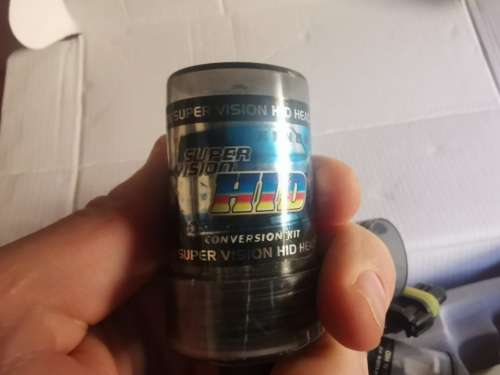 SUPER VISION HID HEA
SUPER
VISION
HID
CONVERSION KIT
SUPER VISION HID HEA